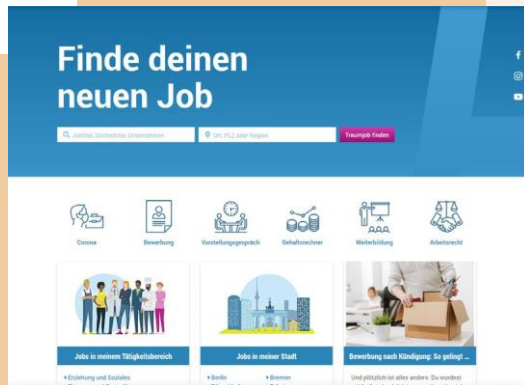 Finde deinen
neuen Job
Jobtitel, Stichwörter, Unternehmen
Ort, PLZ oder Region
Traumjob finden
Corona
Bewerbung
Vorstellungsgespräch
Gehaltsrechner
Weiterbildung
Arbeitsrecht
Jobs in meinem Tätigkeitsbereich
Jobs in meiner Stadt
Bewerbung nach Kündigung: So gelingt ...
Erziehung und Soziales
Berlin
Bremen
Und plötzlich ist alles anders. Du wurdest